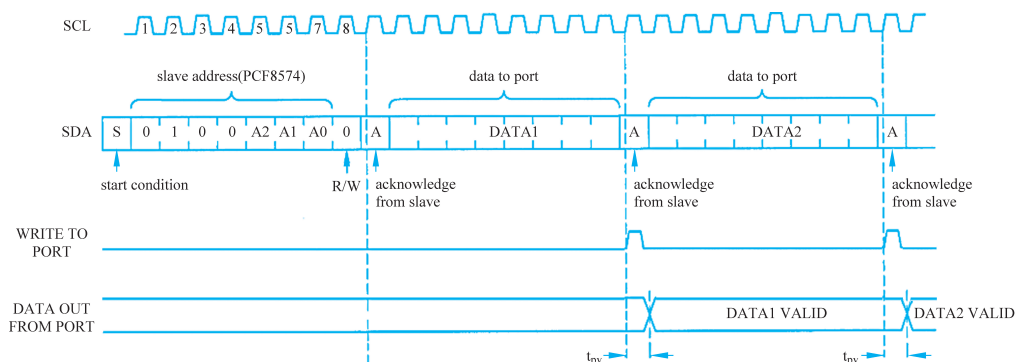 SCL
1 2 3 4 5 5 7 8
slave address(PCF8574)
data to port
data to port
SDA
S 0 1 0 0 A2 A1 A0 0 A DATA1 A DATA2 A
start condition
R/W
acknowledge
from slave
acknowledge
from slave
acknowledge
from slave
WRITE TO
PORT
DATA OUT
FROM PORT
DATA1 VALID
DATA2 VALID
tpv
tpv